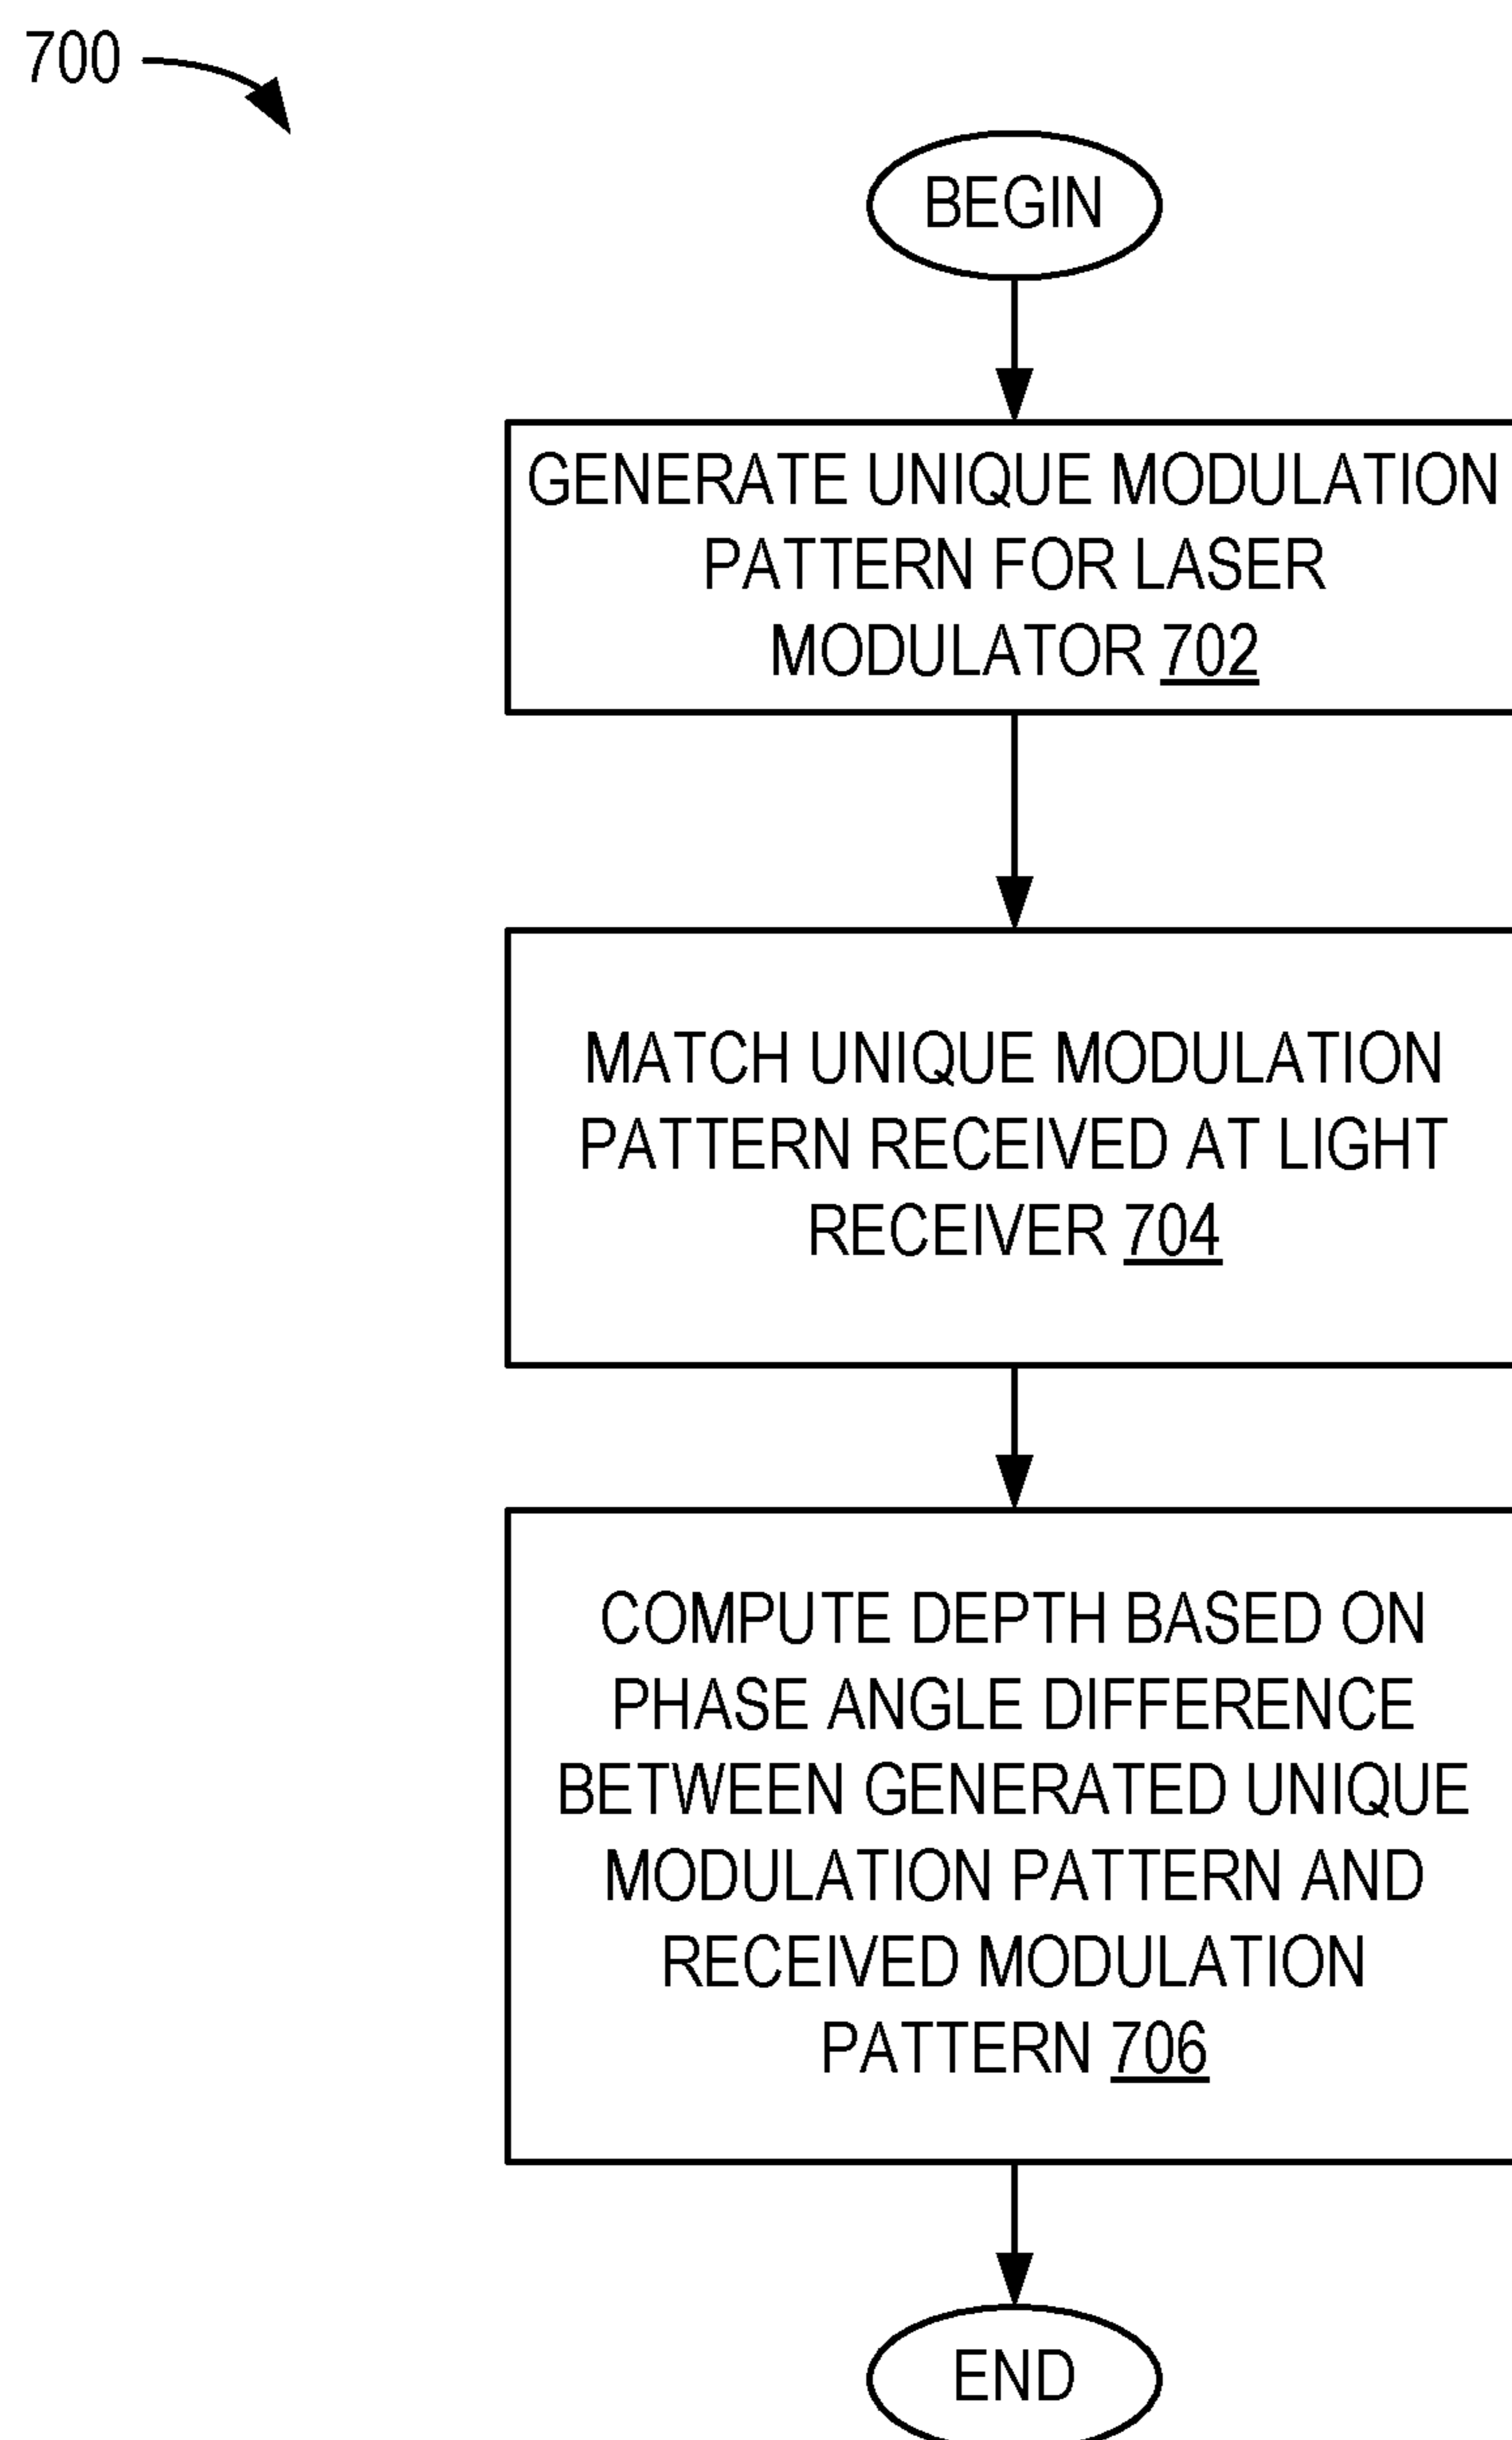 700
BEGIN
GENERATE UNIQUE MODULATION
PATTERN FOR LASER
MODULATOR 702
MATCH UNIQUE MODULATION
PATTERN RECEIVED AT LIGHT
RECEIVER 704
COMPUTE DEPTH BASED ON
PHASE ANGLE DIFFERENCE
BETWEEN GENERATED UNIQUE
MODULATION PATTERN AND
RECEIVED MODULATION
PATTERN 706
END